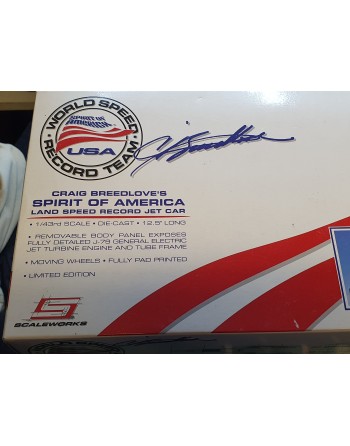 WORLD SPEED
SPIRIT OF
AMERICA
USA
RECORD TEAM
CRAIG BREEDLOVE'S
SPIRIT OF AMERICA
LAND SPEED RECORD JET CAR
• 1/43rd SCALE • DIE-CAST • 12.5" LONG
• REMOVABLE BODY PANEL EXPOSES
FULLY DETAILED J-79 GENERAL ELECTRIC
JET TURBINE ENGINE AND TUBE FRAME
• MOVING WHEELS • FULLY PAD PRINTED
• LIMITED EDITION
SCALEWORKS